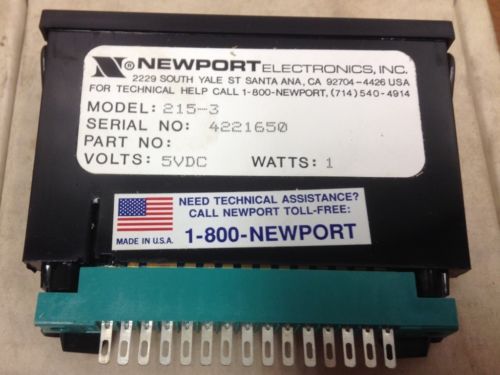 N® NEWPORT ELECTRONICS, INC.
2229 SOUTH YALE ST SANTA ANA, CA 92704-4426 USA
FOR TECHNICAL HELP CALL 1-800-NEWPORT, (714) 540-4914
MODEL: 215-3
SERIAL NO: 4221650
PART NO:
VOLTS: 5VDC WATTS: 1
NEED TECHNICAL ASSISTANCE?
CALL NEWPORT TOLL-FREE:
1-800-NEWPORT
MADE IN U.S.A.